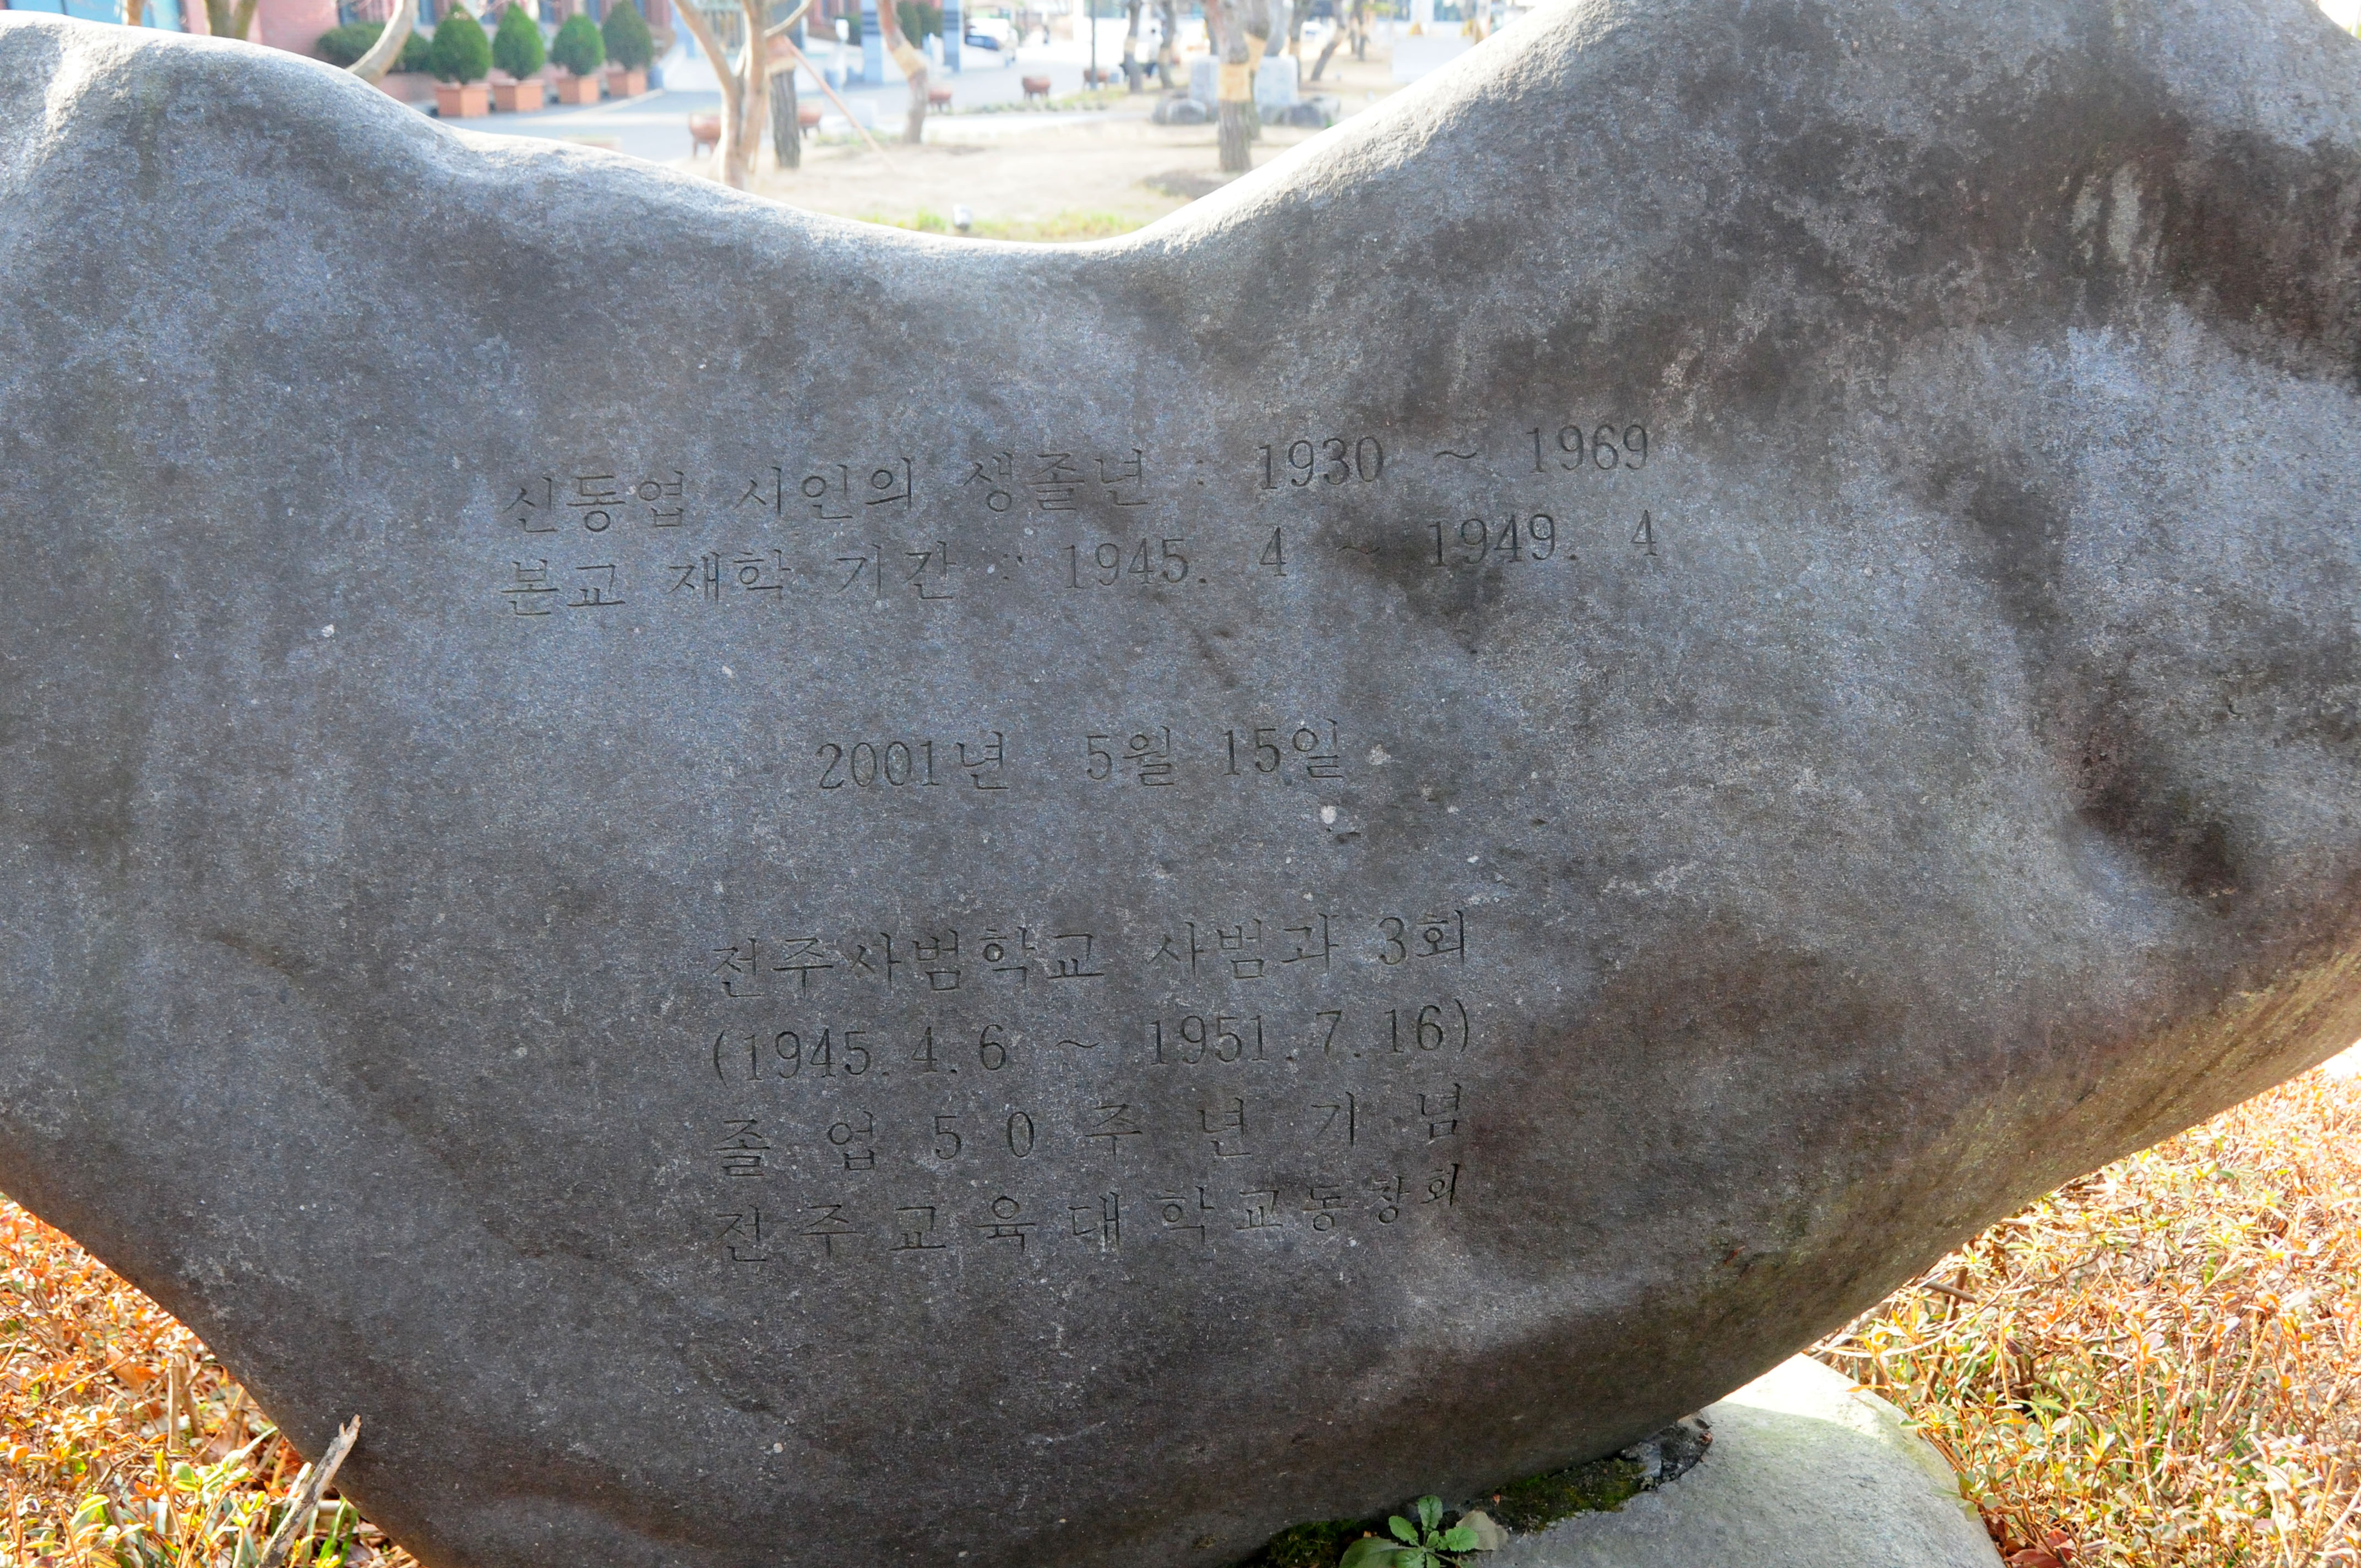 신동엽 시인의 생졸년 : 1930 ~ 1969
본교 재학 기간 : 1945. 4 ~ 1949. 4
2001년 5월 15일
전주사범학교 사범과 3회
(1945.4.6 ~ 1951.7.16)
졸 업 5 0 주 년 기 념
전 주 교 육 대 학 교 동 창 회